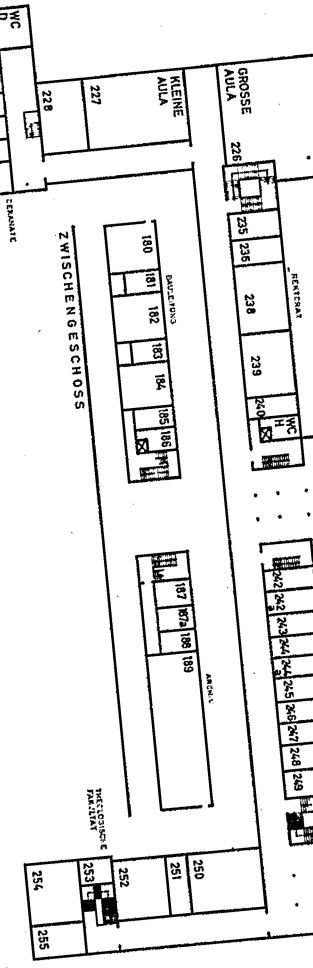 WC
D
228
227
KLEINE
AULA
GROSSE
AULA
226
235
236
238
239
240
WC
H
REKTORAT
DEKANATE
ZWISCHENGESCHOSS
180
181
182
183
184
185
186
BAULEITUNG
187
187a
188
189
ARCHIV
242
242
a
243
244
244
a
245
246
247
248
249
THEOLOGISCHE
FAKULTÄT
250
251
252
253
254
255